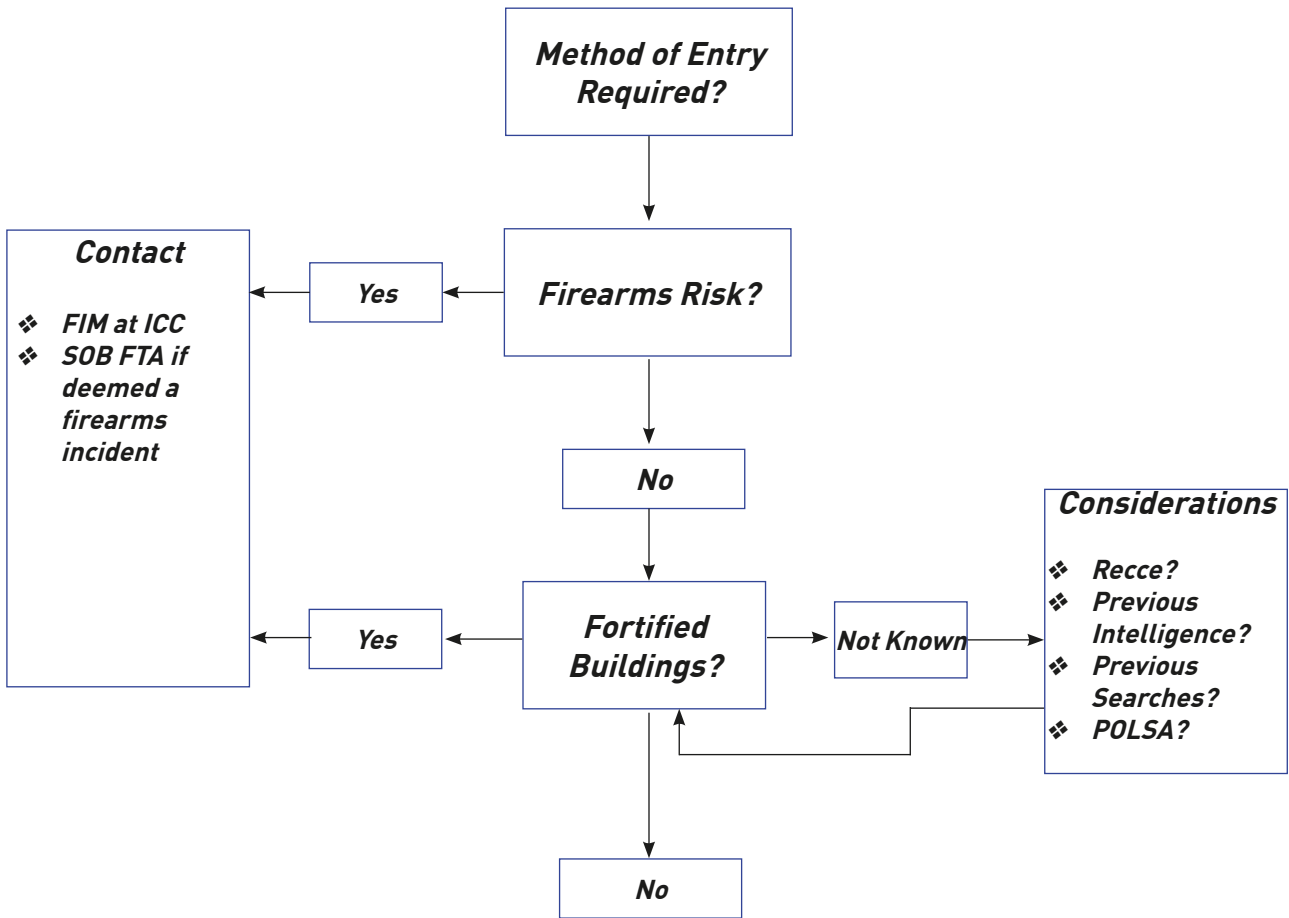 Method of Entry
Required?
Contact
❖ FIM at ICC
❖ SOB FTA if
deemed a
firearms
incident
Yes
Firearms Risk?
No
Yes
Fortified
Buildings?
Not Known
Considerations
❖ Recce?
❖ Previous
Intelligence?
❖ Previous
Searches?
❖ POLSA?
No